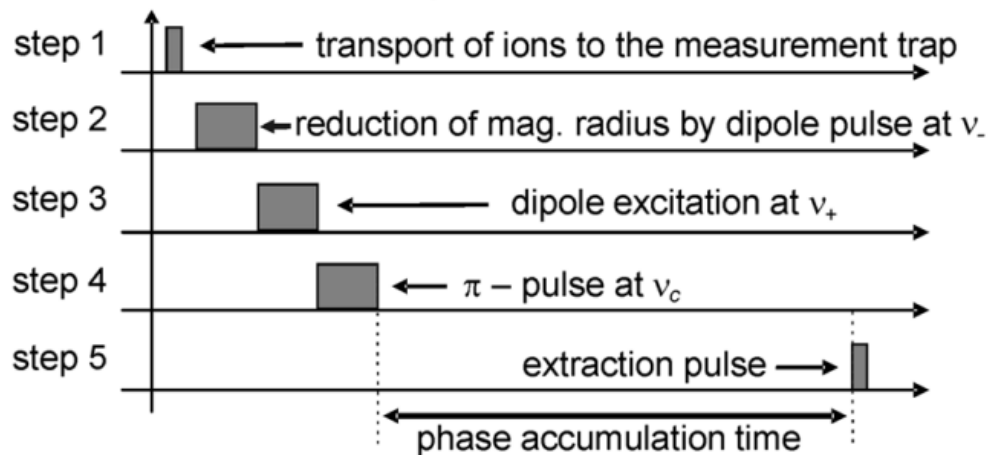 step 1 transport of ions to the measurement trap
step 2 reduction of mag. radius by dipole pulse at ν₋
step 3 dipole excitation at ν₊
step 4 π – pulse at ν_c
step 5 extraction pulse
phase accumulation time